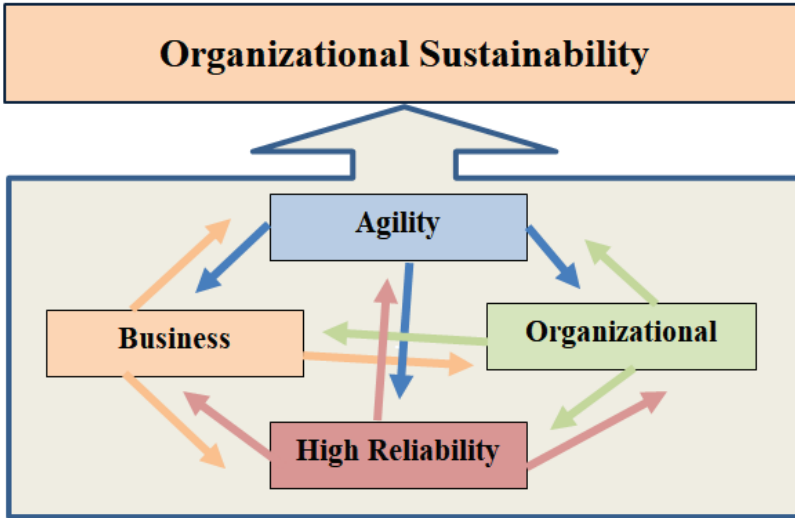 Organizational Sustainability
Agility
Business
Organizational
High Reliability